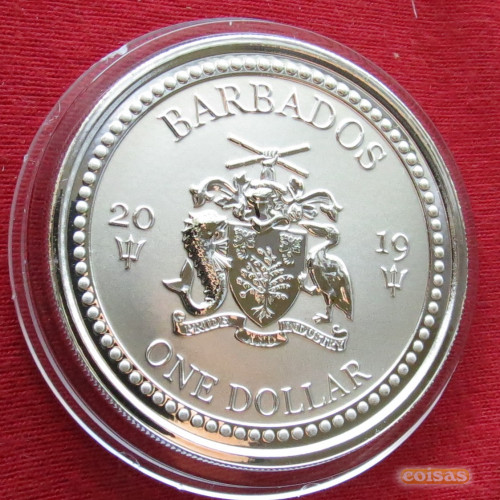 BARBADOS
20 19
PRIDE AND INDUSTRY
ONE DOLLAR
coisas